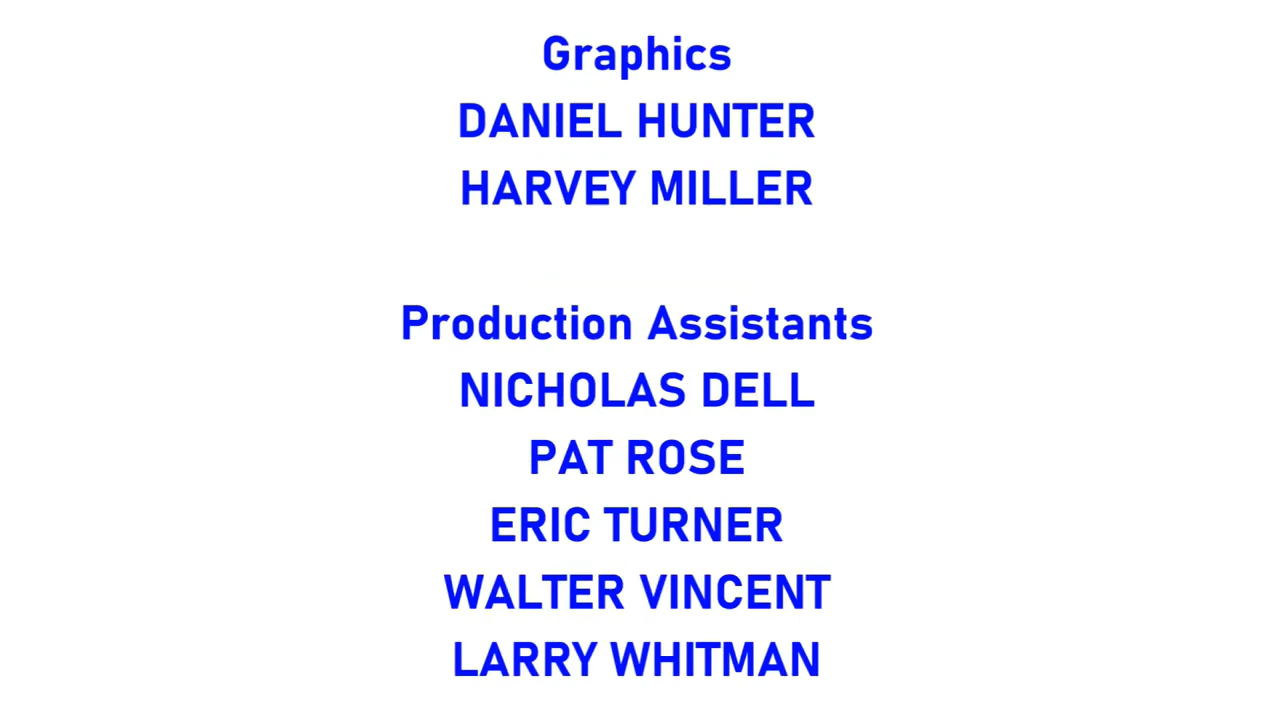 Graphics
DANIEL HUNTER
HARVEY MILLER
Production Assistants
NICHOLAS DELL
PAT ROSE
ERIC TURNER
WALTER VINCENT
LARRY WHITMAN